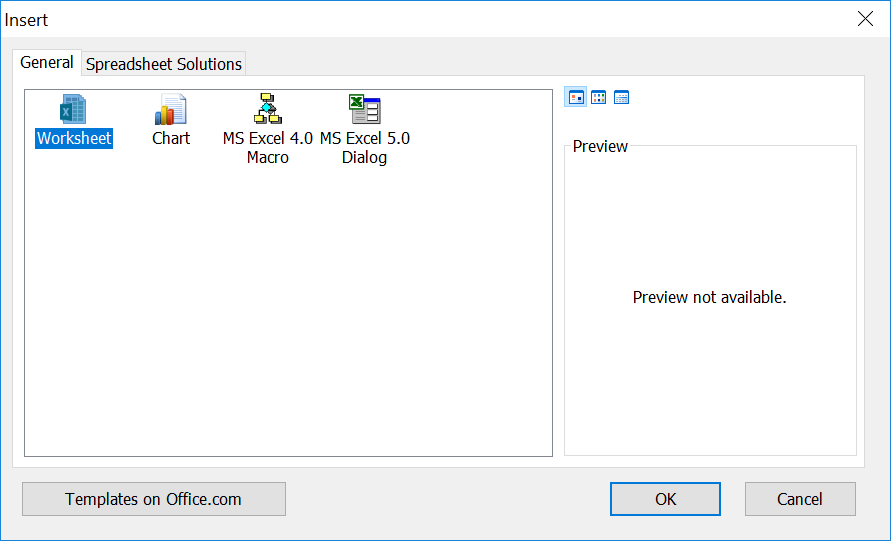 Insert
General
Spreadsheet Solutions
Worksheet
Chart
MS Excel 4.0
Macro
MS Excel 5.0
Dialog
Preview
Preview not available.
Templates on Office.com
OK
Cancel